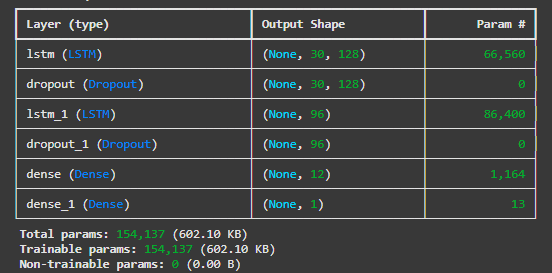 Layer (type) Output Shape Param #
lstm (LSTM) (None, 30, 128) 66,560
dropout (Dropout) (None, 30, 128) 0
lstm_1 (LSTM) (None, 96) 86,400
dropout_1 (Dropout) (None, 96) 0
dense (Dense) (None, 12) 1,164
dense_1 (Dense) (None, 1) 13
Total params: 154,137 (602.10 KB)
Trainable params: 154,137 (602.10 KB)
Non-trainable params: 0 (0.00 B)